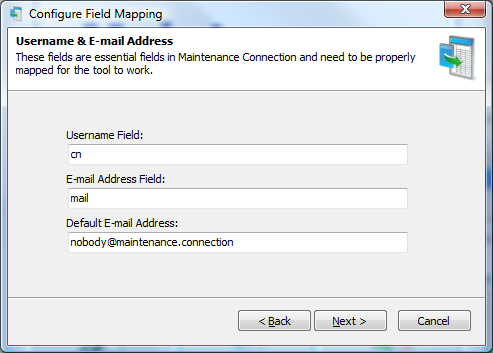 Configure Field Mapping
Username & E-mail Address
These fields are essential fields in Maintenance Connection and need to be properly
mapped for the tool to work.
Username Field:
cn
E-mail Address Field:
mail
Default E-mail Address:
nobody@maintenance.connection
< Back
Next >
Cancel